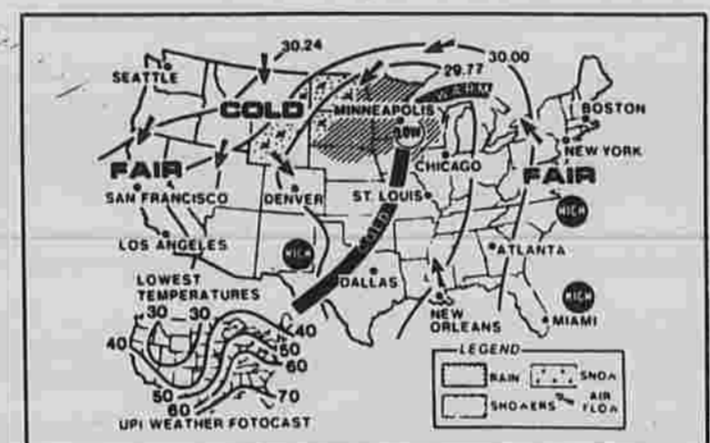 30.24
30.00
29.77
SEATTLE
COLD
WARM
MINNEAPOLIS
LOW
BOSTON
NEW YORK
CHICAGO
FAIR
FAIR
SAN FRANCISCO
DENVER
ST. LOUIS
HIGH
COLD
LOS ANGELES
HIGH
ATLANTA
DALLAS
HIGH
NEW ORLEANS
MIAMI
LOWEST TEMPERATURES
30 30
40
40
50
60
50
60
70
LEGEND
RAIN
SNOW
SHOWERS
AIR FLOW
UPI WEATHER FOTOCAST